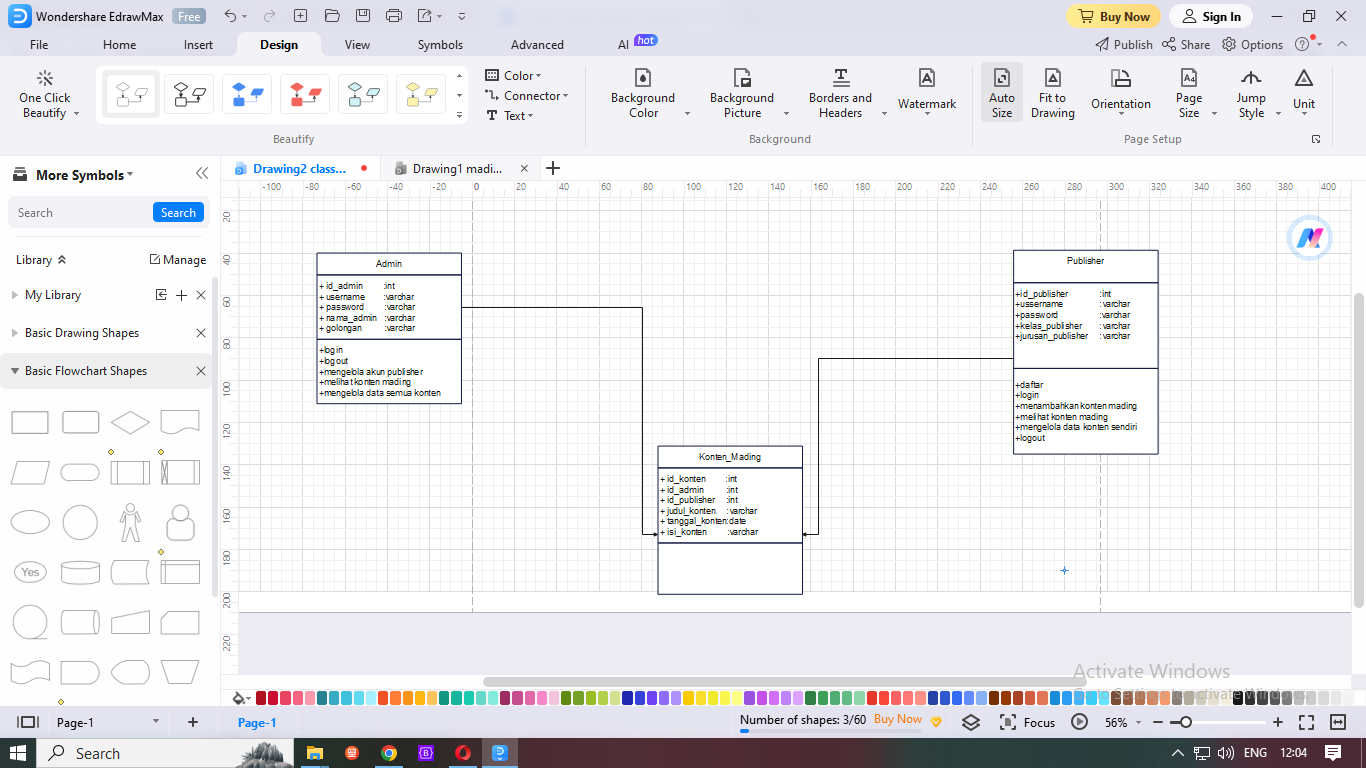 Wondershare EdrawMax Free
Buy Now Sign In
File Home Insert Design View Symbols Advanced AI hot
Publish Share Options
One Click Beautify
Beautify
Color
Connector
Text
Background Color
Background Picture
Borders and Headers
Watermark
Background
Auto Size
Fit to Drawing
Orientation
Page Size
Jump Style
Unit
Page Setup
More Symbols
Drawing2 class...
Drawing1 madi...
-100 -80 -60 -40 -20 0 20 40 60 80 100 120 140 160 180 200 220 240 260 280 300 320 340 360 380 400
20
40
60
80
100
120
140
160
180
200
220
Search Search
Library Manage
My Library
Basic Drawing Shapes
Basic Flowchart Shapes
Yes
Admin
+ id_admin :int
+ username :varchar
+ password :varchar
+ nama_admin :varchar
+ golongan :varchar
+login
+logout
+mengelola akun publisher
+melihat konten mading
+mengelola data semua konten
Publisher
+id_publisher :int
+ussername : varchar
+password : varchar
+kelas_publisher : varchar
+jurusan_publisher : varchar
+daftar
+login
+menambahkan konten mading
+melihat konten mading
+mengelola data konten sendiri
+logout
Konten_Mading
+ id_konten :int
+ id_admin :int
+ id_publisher :int
+ judul_konten : varchar
+ tanggal_konten:date
+ isi_konten :varchar
Activate Windows
Go to Settings to activate Windows.
Page-1
Page-1
Number of shapes: 3/60 Buy Now
Focus
56%
Search
ENG 12:04